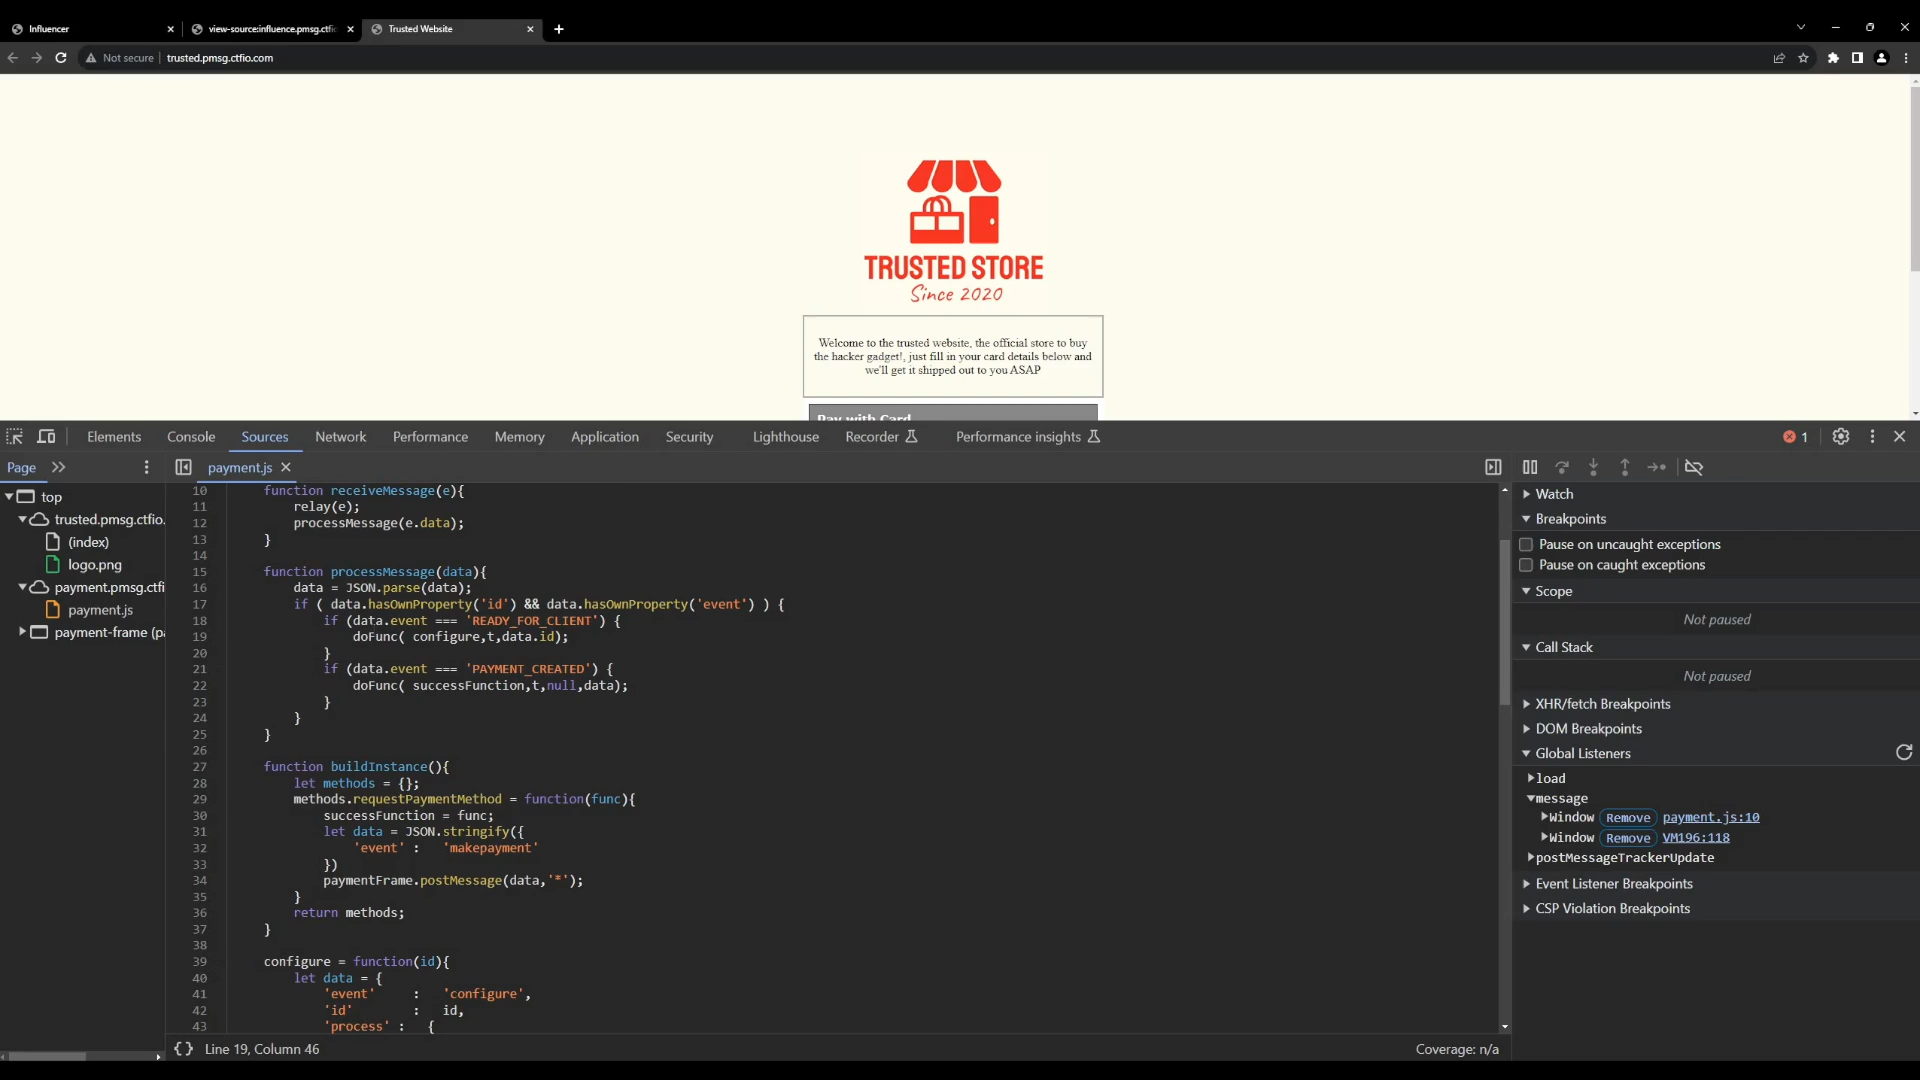 Influencer
view-source:influence.pmsg.ctfi
Trusted Website
Not secure
trusted.pmsg.ctfio.com
TRUSTED STORE
Since 2020
Welcome to the trusted website, the official store to buy
the hacker gadget!, just fill in your card details below and
we'll get it shipped out to you ASAP
Pay with Card
Elements Console Sources Network Performance Memory Application Security Lighthouse Recorder Performance insights 1
Page
payment.js
top
trusted.pmsg.ctfio.
(index)
logo.png
payment.pmsg.ctfi
payment.js
payment-frame (pa
10 function receiveMessage(e){
11 relay(e);
12 processMessage(e.data);
13 }
14
15 function processMessage(data){
16 data = JSON.parse(data);
17 if ( data.hasOwnProperty('id') && data.hasOwnProperty('event') ) {
18 if (data.event === 'READY_FOR_CLIENT') {
19 doFunc( configure,t,data.id);
20 }
21 if (data.event === 'PAYMENT_CREATED') {
22 doFunc( successFunction,t,null,data);
23 }
24 }
25 }
26
27 function buildInstance(){
28 let methods = {};
29 methods.requestPaymentMethod = function(func){
30 successFunction = func;
31 let data = JSON.stringify({
32 'event' : 'makepayment'
33 })
34 paymentFrame.postMessage(data,'*');
35 }
36 return methods;
37 }
38
39 configure = function(id){
40 let data = {
41 'event' : 'configure',
42 'id' : id,
43 'process' : {
{} Line 19, Column 46
Coverage: n/a
Watch
Breakpoints
Pause on uncaught exceptions
Pause on caught exceptions
Scope
Not paused
Call Stack
Not paused
XHR/fetch Breakpoints
DOM Breakpoints
Global Listeners
load
message
Window Remove payment.js:10
Window Remove VM196:118
postMessageTrackerUpdate
Event Listener Breakpoints
CSP Violation Breakpoints